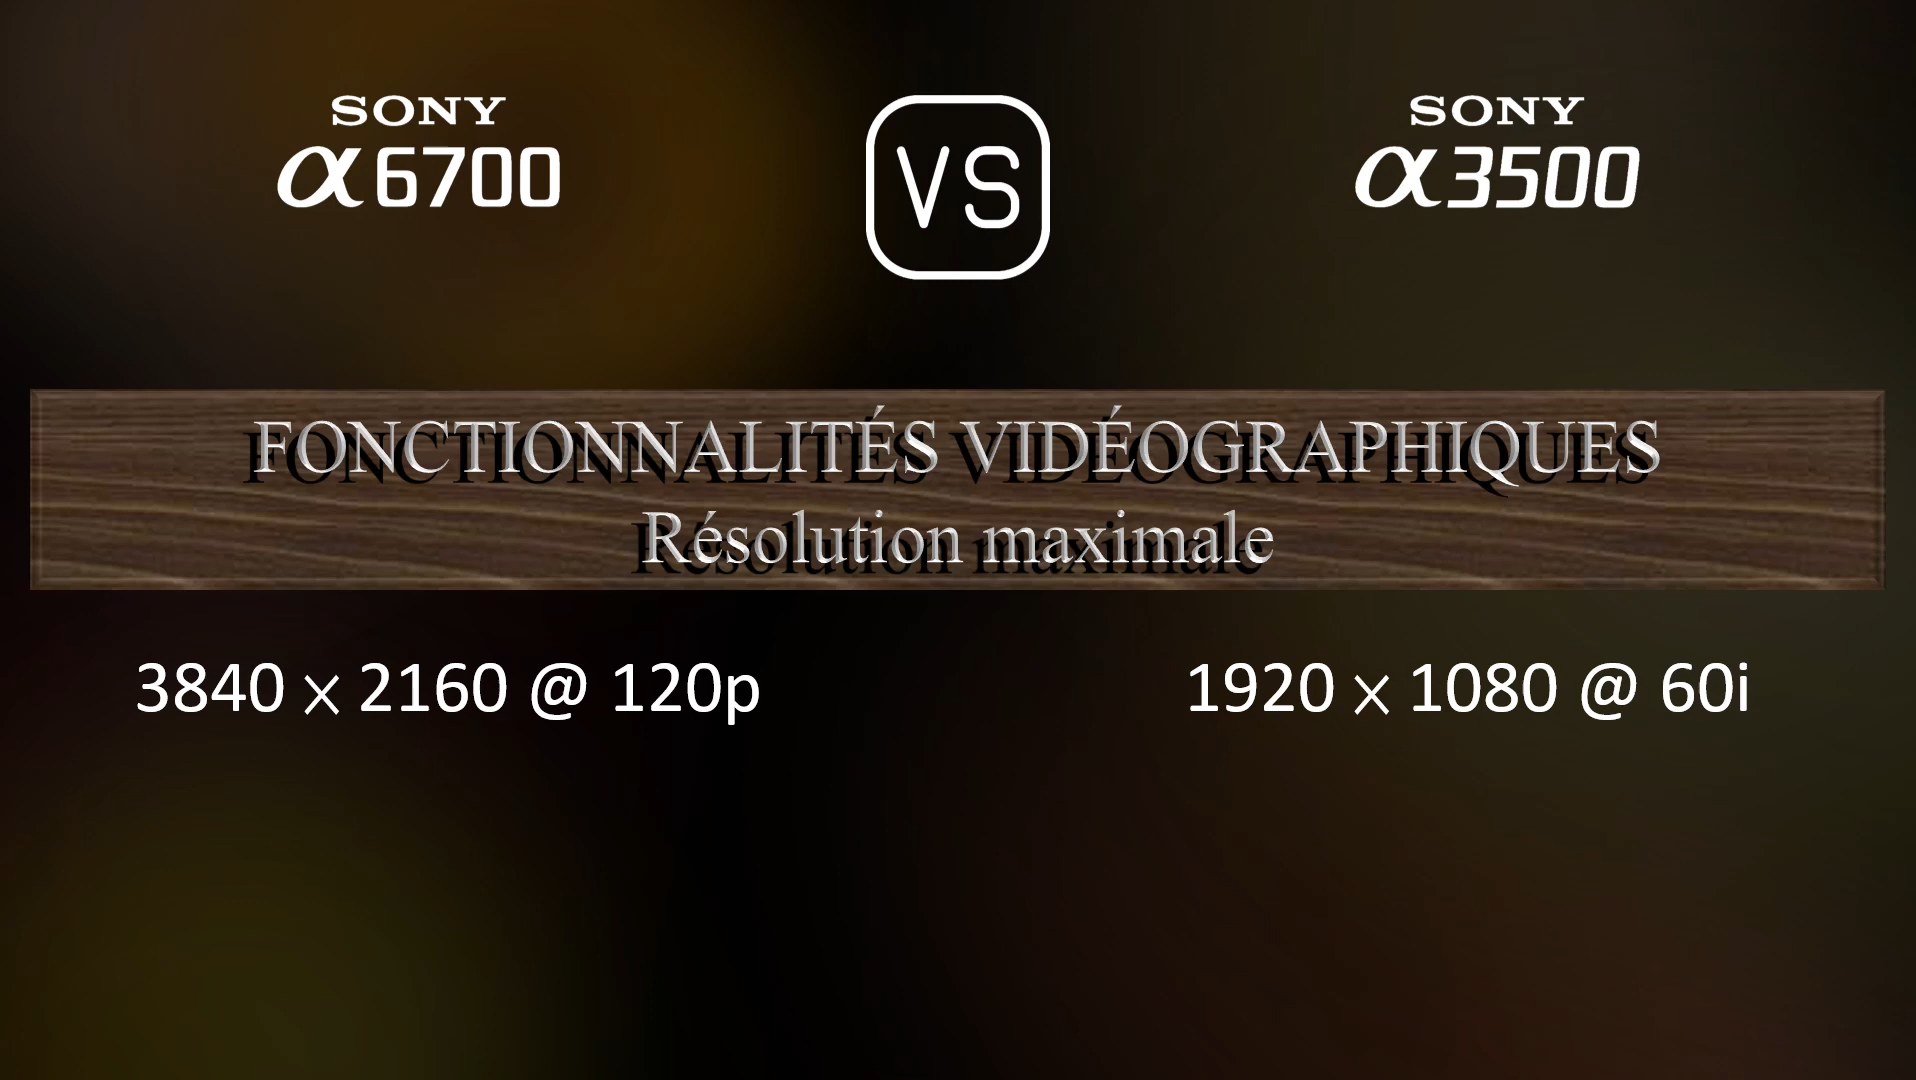 SONY
α6700
VS
SONY
α3500
FONCTIONNALITÉS VIDÉOGRAPHIQUES
Résolution maximale
3840 x 2160 @ 120p
1920 x 1080 @ 60i